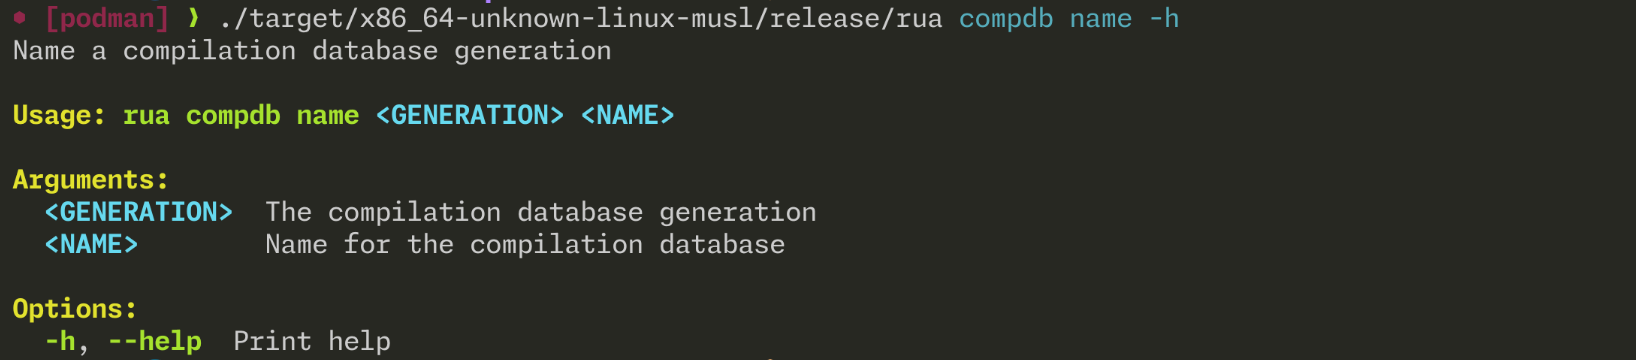 [podman] ❯ ./target/x86_64-unknown-linux-musl/release/rua compdb name -h
Name a compilation database generation
Usage: rua compdb name <GENERATION> <NAME>
Arguments:
<GENERATION>  The compilation database generation
<NAME>        Name for the compilation database
Options:
-h, --help  Print help